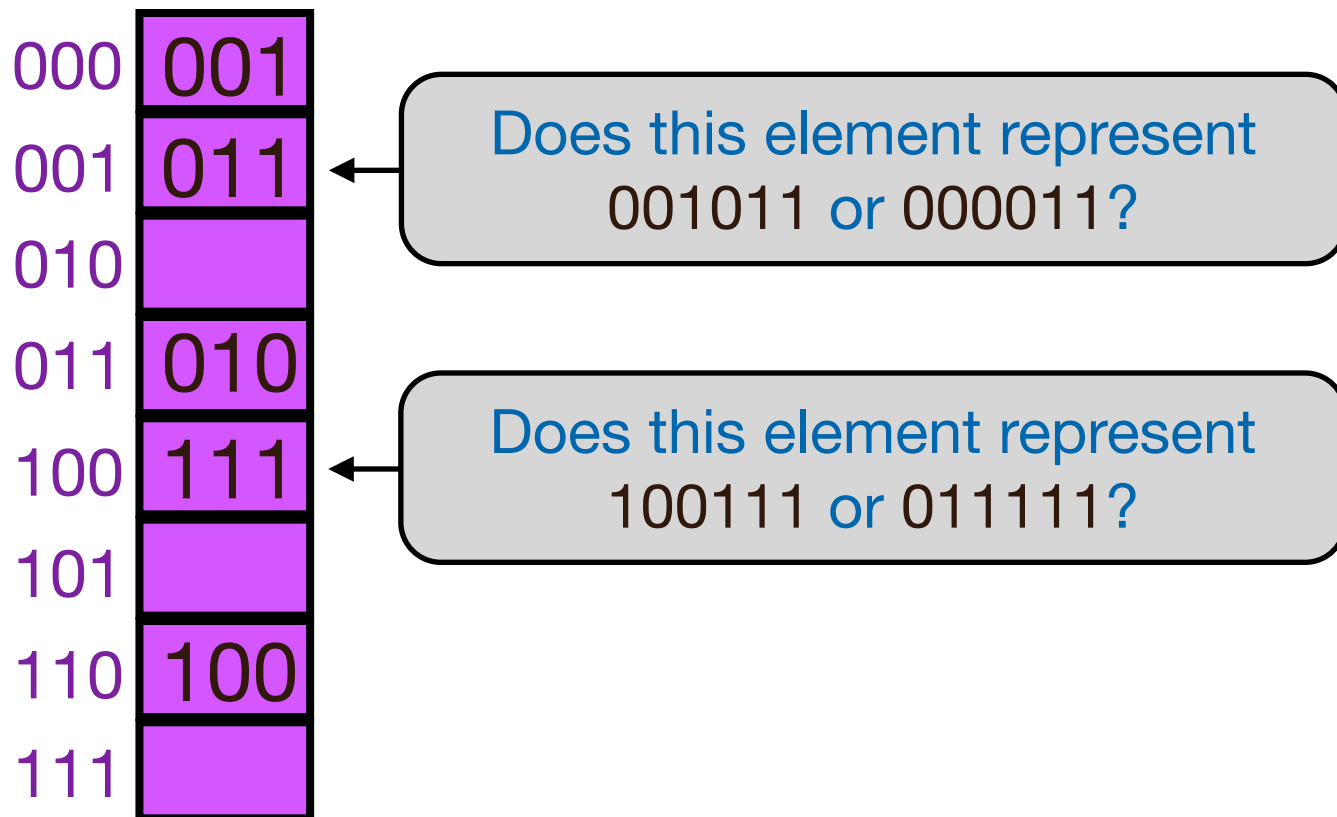 000 001
001 011
010
011 010
100 111
101
110 100
111
Does this element represent
001011 or 000011?
Does this element represent
100111 or 011111?